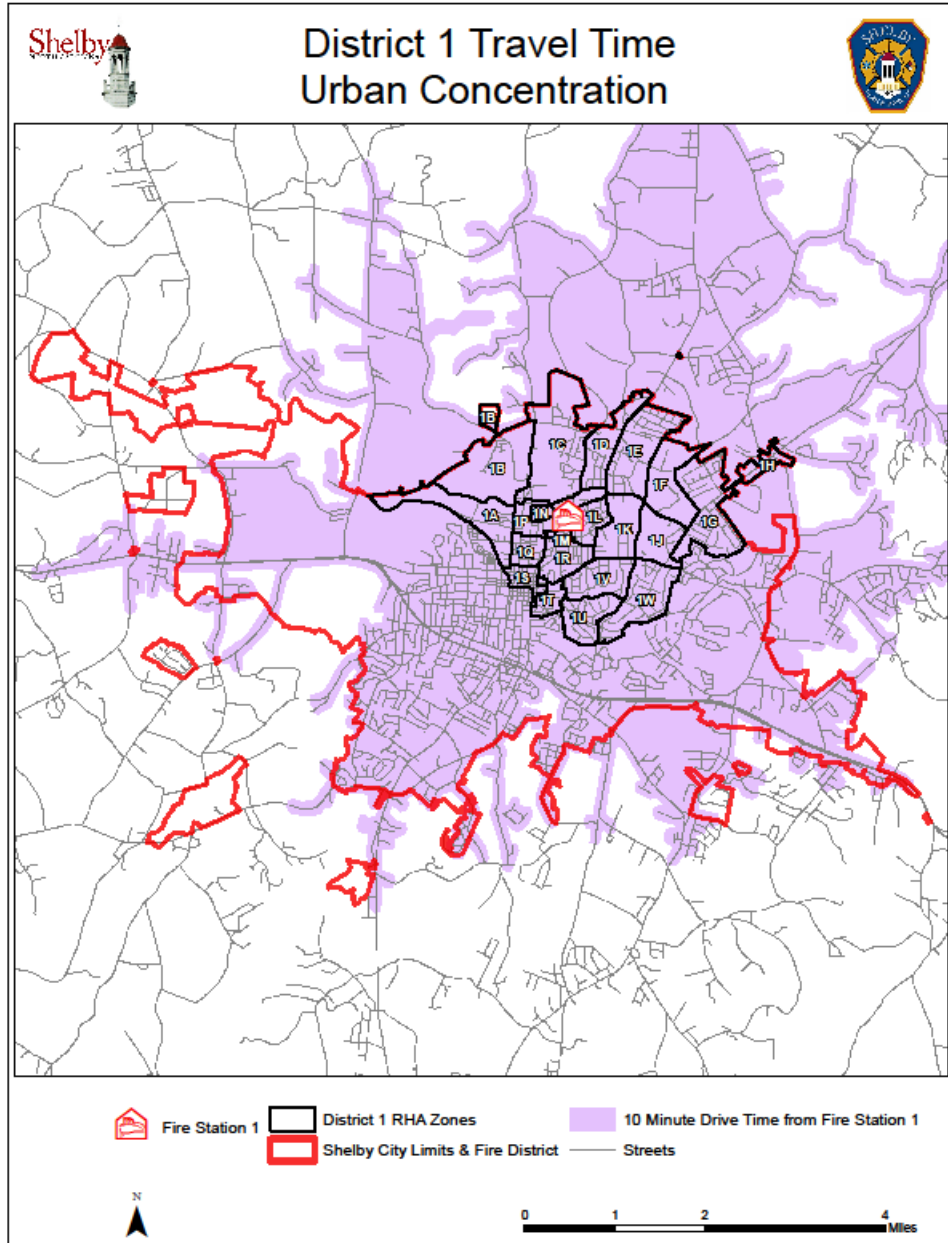 Shelby
District 1 Travel Time
Urban Concentration
SHELBY
1B
1C
1D
1E
1B
1H
1F
1A
1P
1N
1L
1G
1K
1M
1J
1Q
1R
1S
1V
1T
1W
1U
Fire Station 1
District 1 RHA Zones
10 Minute Drive Time from Fire Station 1
Shelby City Limits & Fire District
Streets
N
0 1 2 4
Miles